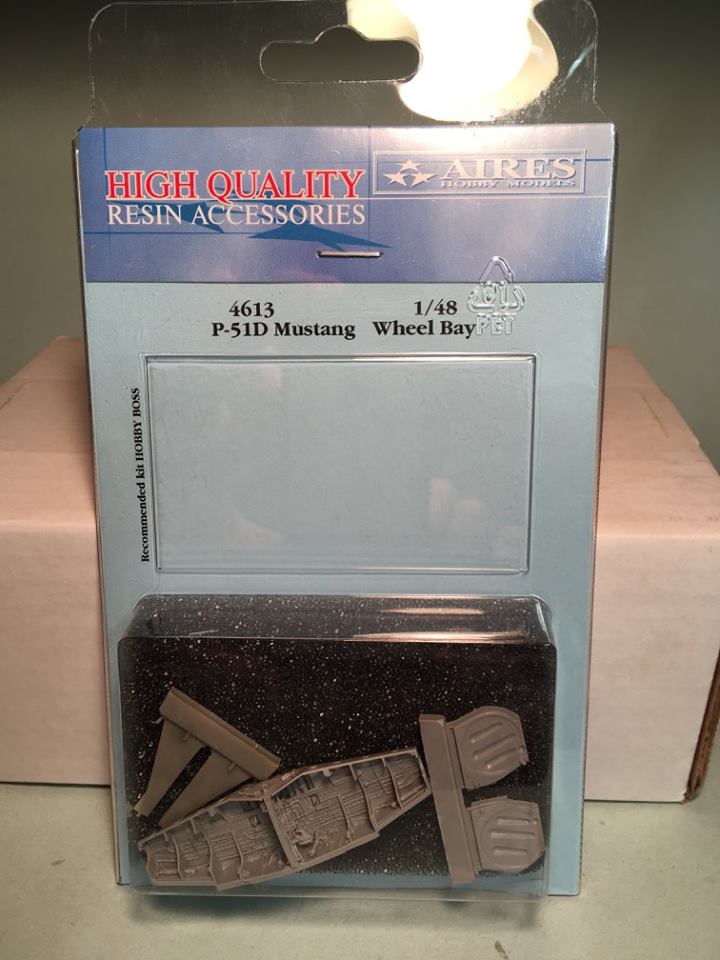 HIGH QUALITY
RESIN ACCESSORIES
AIRES
HOBBY MODELS
4613 1/48
P-51D Mustang Wheel Bay
01
PET
Recommended kit HOBBY BOSS